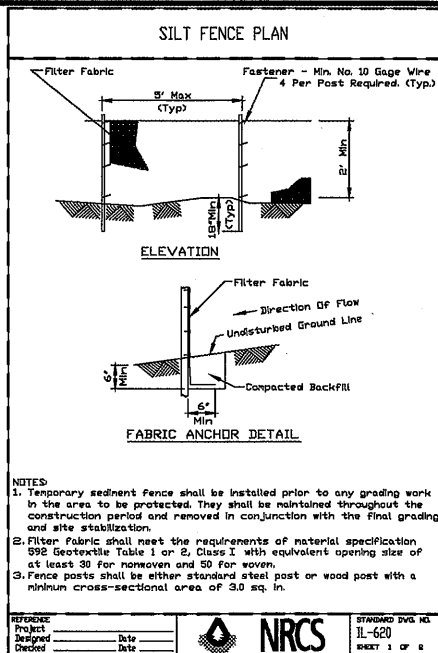 SILT FENCE PLAN
Filter Fabric
Fastener - Min. No. 10 Gage Wire
4 Per Post Required. (Typ.)
5' Max
(Typ)
2' Min
18"Min
(Typ)
ELEVATION
Filter Fabric
Direction Of Flow
Undisturbed Ground Line
6"
Min
Compacted Backfill
6"
Min
FABRIC ANCHOR DETAIL
NOTES:
1. Temporary sediment fence shall be installed prior to any grading work
in the area to be protected. They shall be maintained throughout the
construction period and removed in conjunction with the final grading
and site stabilization.
2. Filter fabric shall meet the requirements of material specification
592 Geotextile Table 1 or 2, Class I with equivalent opening size of
at least 30 for nonwoven and 50 for woven.
3. Fence posts shall be either standard steel post or wood post with a
minimum cross-sectional area of 3.0 sq. in.
REFERENCE
Project
Designed Date
Checked Date
NRCS
STANDARD DWG. NO.
IL-620
SHEET 1 OF 2